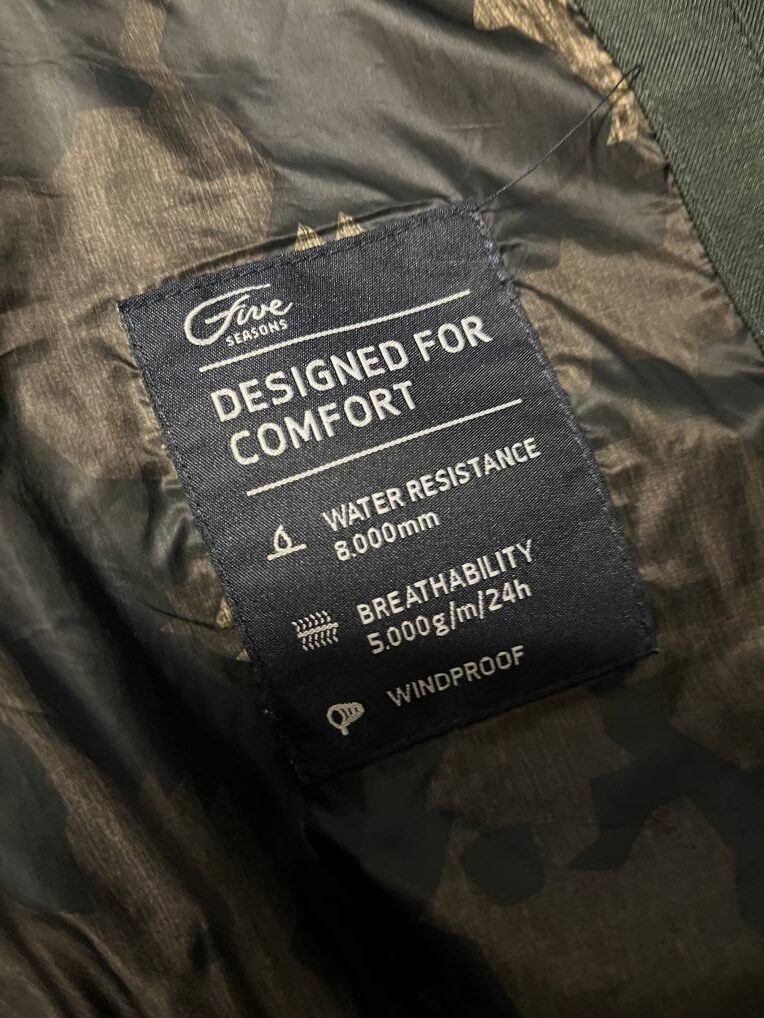 Five
SEASONS
DESIGNED FOR
COMFORT
WATER RESISTANCE
8.000mm
BREATHABILITY
5.000g/m/24h
WINDPROOF